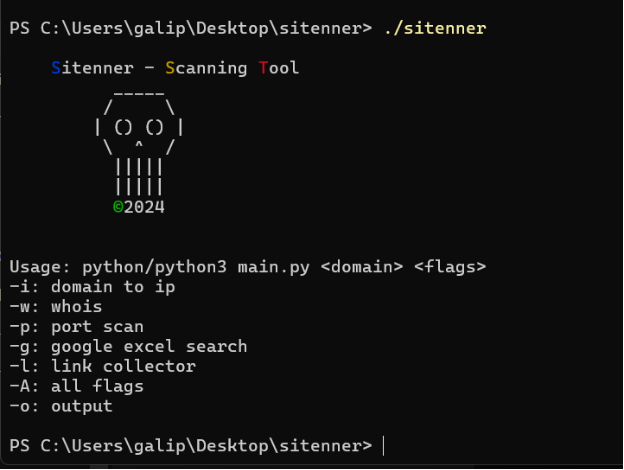 PS C:\Users\galip\Desktop\sitenner> ./sitenner
Sitenner - Scanning Tool
©2024
Usage: python/python3 main.py <domain> <flags>
-i: domain to ip
-w: whois
-p: port scan
-g: google excel search
-l: link collector
-A: all flags
-o: output
PS C:\Users\galip\Desktop\sitenner>